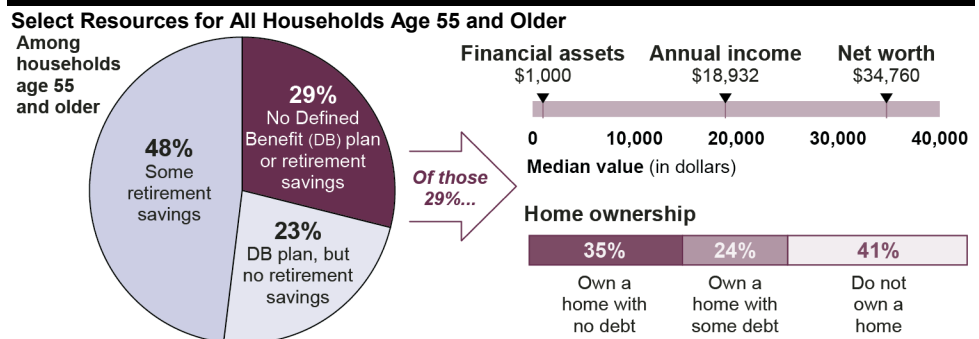 Select Resources for All Households Age 55 and Older
Among
households
age 55
and older
29%
No Defined
Benefit (DB) plan
or retirement
savings
48%
Some
retirement
savings
23%
DB plan, but
no retirement
savings
Of those
29%...
Financial assets Annual income Net worth
$1,000 $18,932 $34,760
0 10,000 20,000 30,000 40,000
Median value (in dollars)
Home ownership
35% 24% 41%
Own a Own a Do not
home with home with own a
no debt some debt home